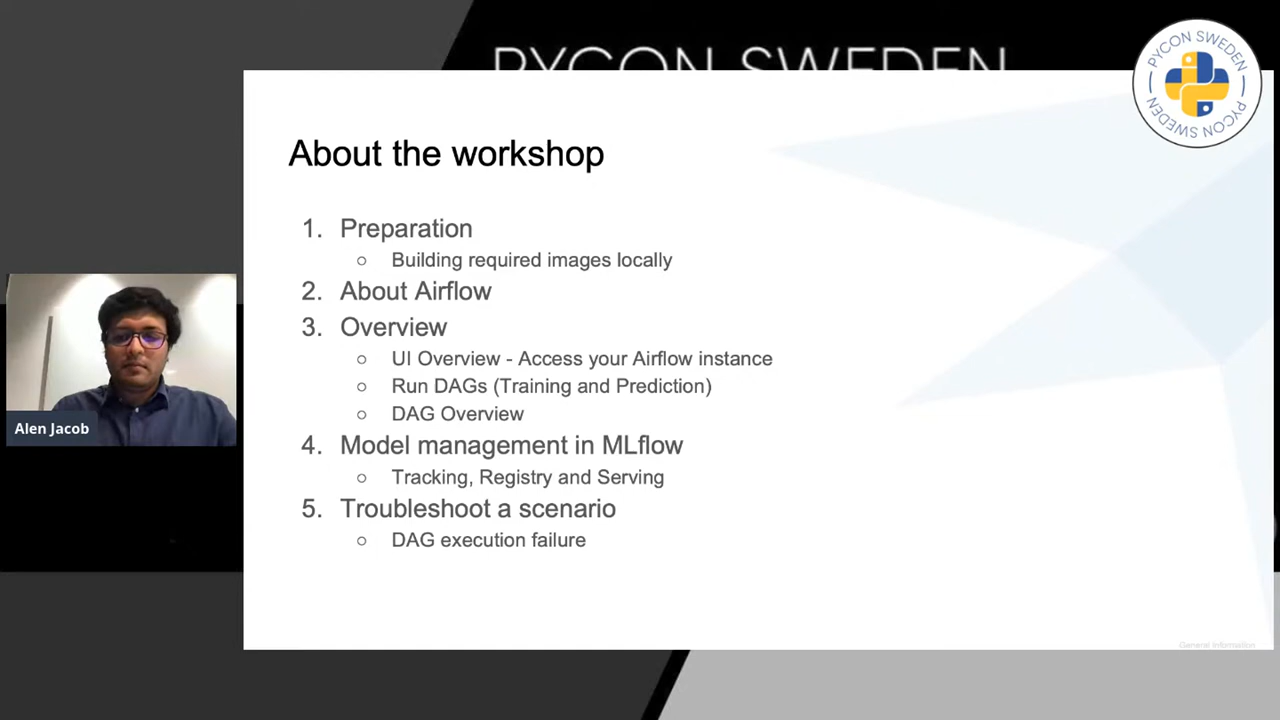 PYCON SWEDEN
PYCON SWEDEN
PYCON SWEDEN
About the workshop
1. Preparation
○ Building required images locally
2. About Airflow
3. Overview
○ UI Overview - Access your Airflow instance
○ Run DAGs (Training and Prediction)
○ DAG Overview
4. Model management in MLflow
○ Tracking, Registry and Serving
5. Troubleshoot a scenario
○ DAG execution failure
Alen Jacob
General Information